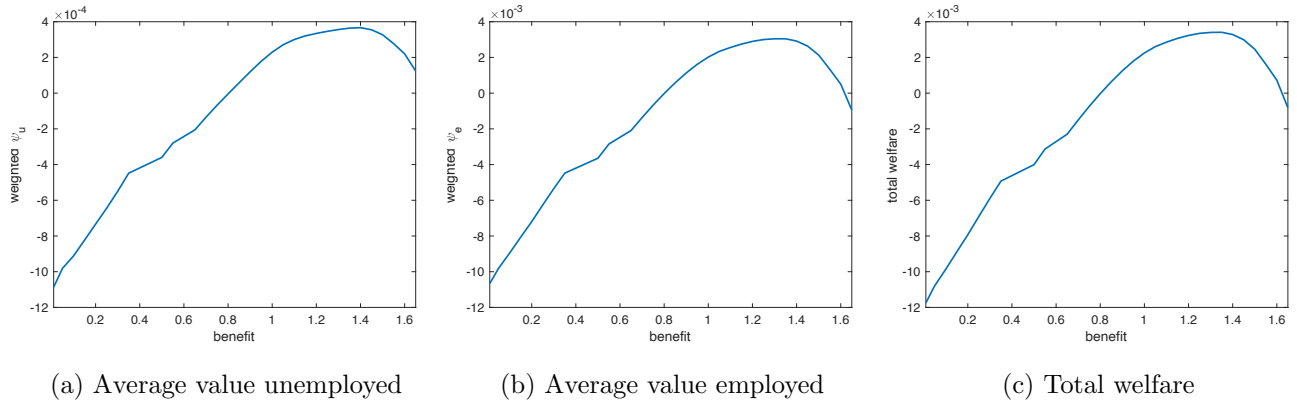 ×10⁻⁴
4
2
0
-2
-4
-6
-8
-10
-12
weighted ψ_u
0.2 0.4 0.6 0.8 1 1.2 1.4 1.6
benefit
(a) Average value unemployed
×10⁻³
4
2
0
-2
-4
-6
-8
-10
-12
weighted ψ_e
0.2 0.4 0.6 0.8 1 1.2 1.4 1.6
benefit
(b) Average value employed
×10⁻³
4
2
0
-2
-4
-6
-8
-10
-12
total welfare
0.2 0.4 0.6 0.8 1 1.2 1.4 1.6
benefit
(c) Total welfare